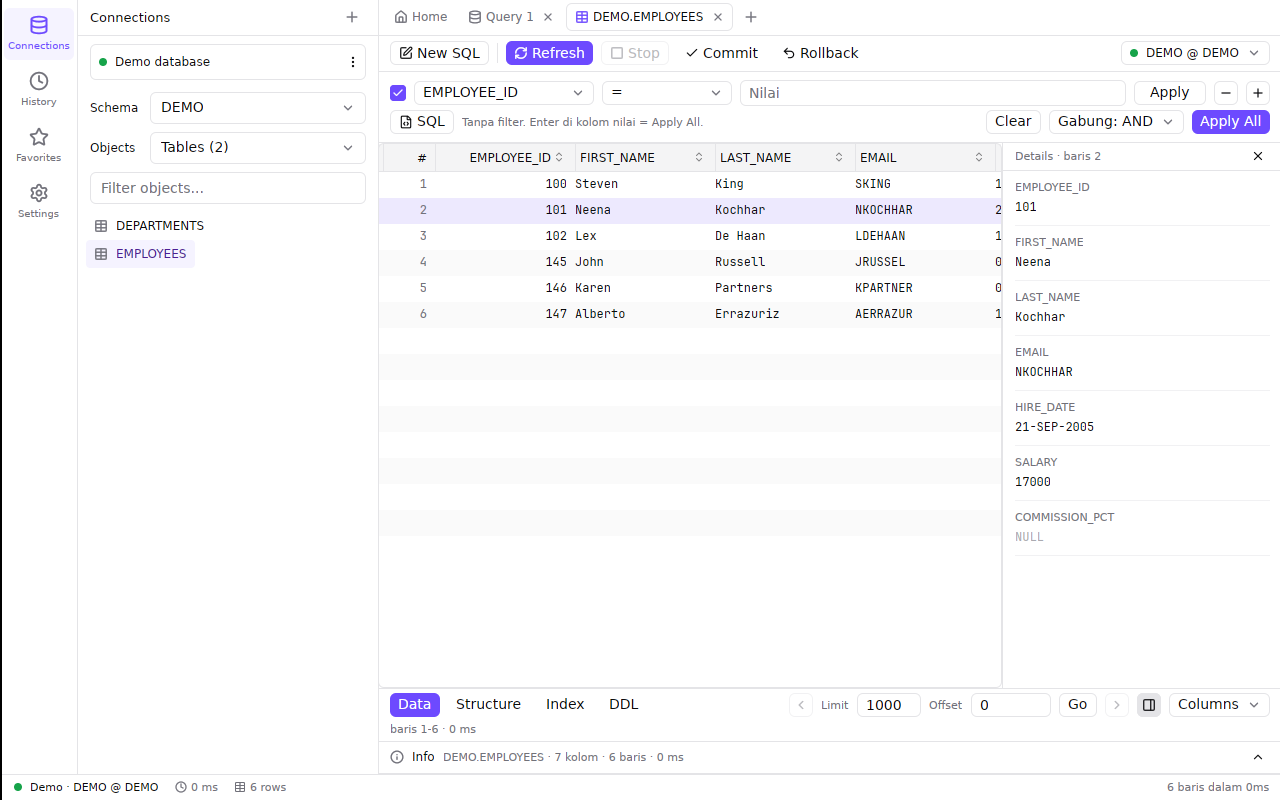 Connections
History
Favorites
Settings
Connections
Demo database
Schema DEMO
Objects Tables (2)
Filter objects...
DEPARTMENTS
EMPLOYEES
Home Query 1 DEMO.EMPLOYEES
New SQL Refresh Stop Commit Rollback DEMO @ DEMO
EMPLOYEE_ID = Nilai Apply
SQL Tanpa filter. Enter di kolom nilai = Apply All. Clear Gabung: AND Apply All
# EMPLOYEE_ID FIRST_NAME LAST_NAME EMAIL
1 100 Steven King SKING 1
2 101 Neena Kochhar NKOCHHAR 2
3 102 Lex De Haan LDEHAAN 1
4 145 John Russell JRUSSEL 0
5 146 Karen Partners KPARTNER 0
6 147 Alberto Errazuriz AERRAZUR 1
Details · baris 2
EMPLOYEE_ID
101
FIRST_NAME
Neena
LAST_NAME
Kochhar
EMAIL
NKOCHHAR
HIRE_DATE
21-SEP-2005
SALARY
17000
COMMISSION_PCT
NULL
Data Structure Index DDL Limit 1000 Offset 0 Go Columns
baris 1-6 · 0 ms
Info DEMO.EMPLOYEES · 7 kolom · 6 baris · 0 ms
Demo · DEMO @ DEMO 0 ms 6 rows 6 baris dalam 0ms